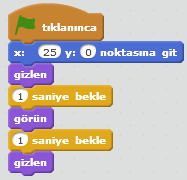 tıklanınca
x: 25 y: 0 noktasına git
gizlen
1 saniye bekle
görün
1 saniye bekle
gizlen